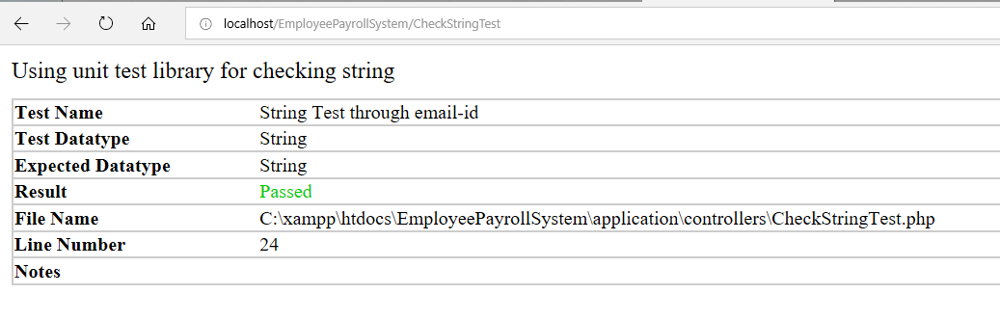 localhost/EmployeePayrollSystem/CheckStringTest
Using unit test library for checking string
Test Name String Test through email-id
Test Datatype String
Expected Datatype String
Result Passed
File Name C:\xampp\htdocs\EmployeePayrollSystem\application\controllers\CheckStringTest.php
Line Number 24
Notes